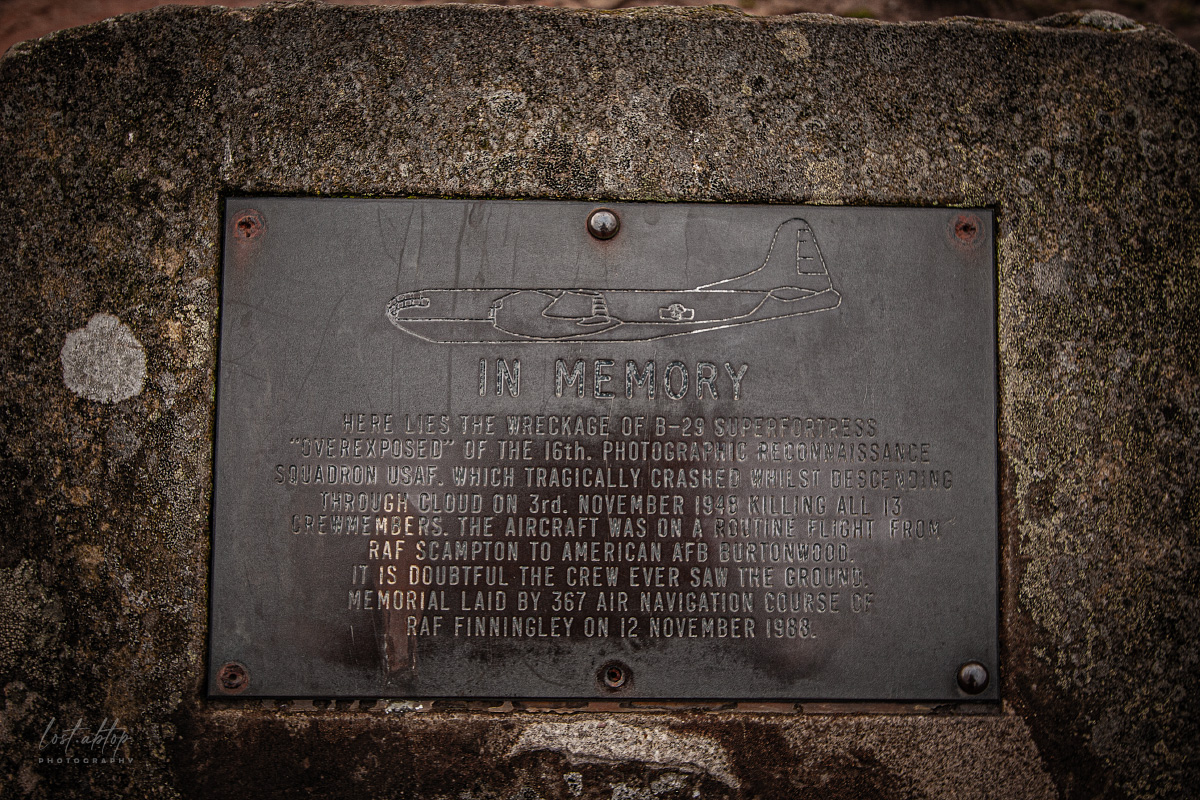 IN MEMORY
HERE LIES THE WRECKAGE OF B-29 SUPERFORTRESS
"OVEREXPOSED" OF THE 16th. PHOTOGRAPHIC RECONNAISSANCE
SQUADRON USAF. WHICH TRAGICALLY CRASHED WHILST DESCENDING
THROUGH CLOUD ON 3rd. NOVEMBER 1948 KILLING ALL 13
CREWMEMBERS. THE AIRCRAFT WAS ON A ROUTINE FLIGHT FROM
RAF SCAMPTON TO AMERICAN AFB BURTONWOOD.
IT IS DOUBTFUL THE CREW EVER SAW THE GROUND.
MEMORIAL LAID BY 367 AIR NAVIGATION COURSE OF
RAF FINNINGLEY ON 12 NOVEMBER 1988.
PHOTOGRAPHY